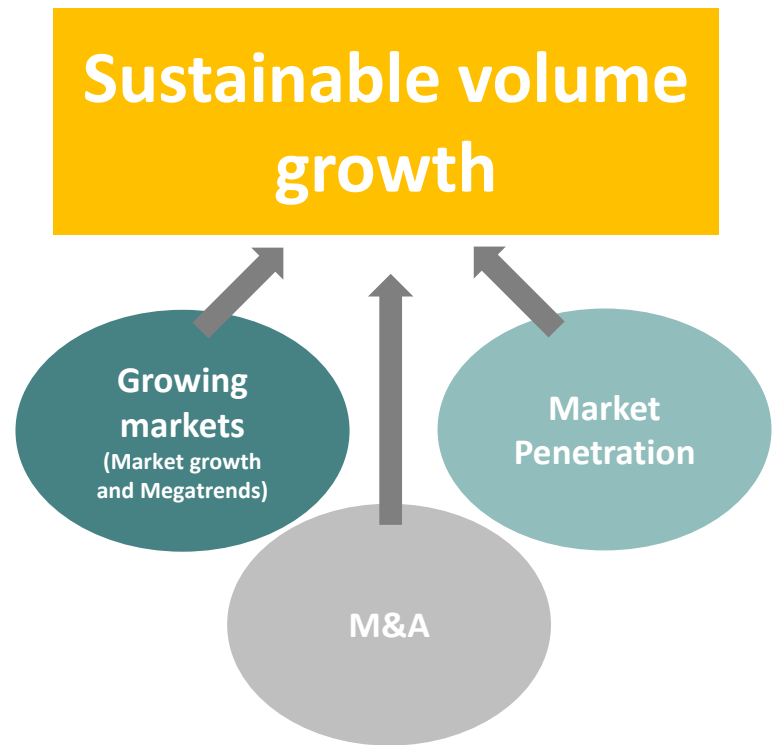 Sustainable volume
growth
Growing
markets
(Market growth
and Megatrends)
Market
Penetration
M&A